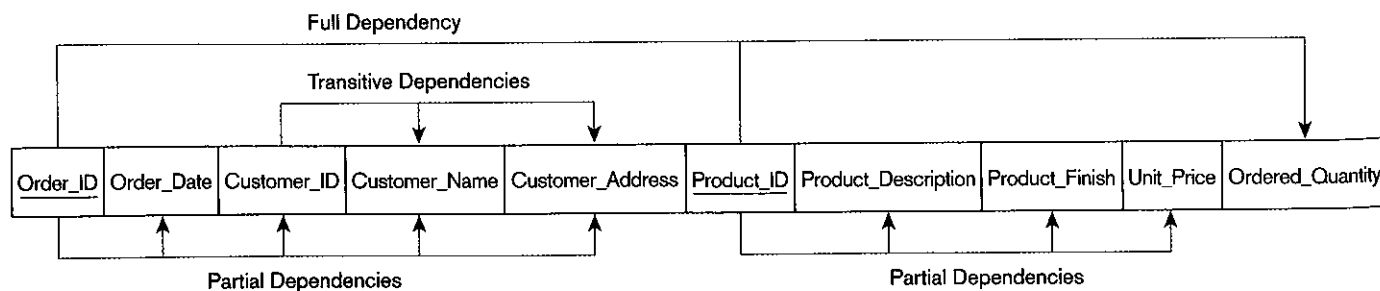 Full Dependency
Transitive Dependencies
Order_ID Order_Date Customer_ID Customer_Name Customer_Address Product_ID Product_Description Product_Finish Unit_Price Ordered_Quantity
Partial Dependencies Partial Dependencies